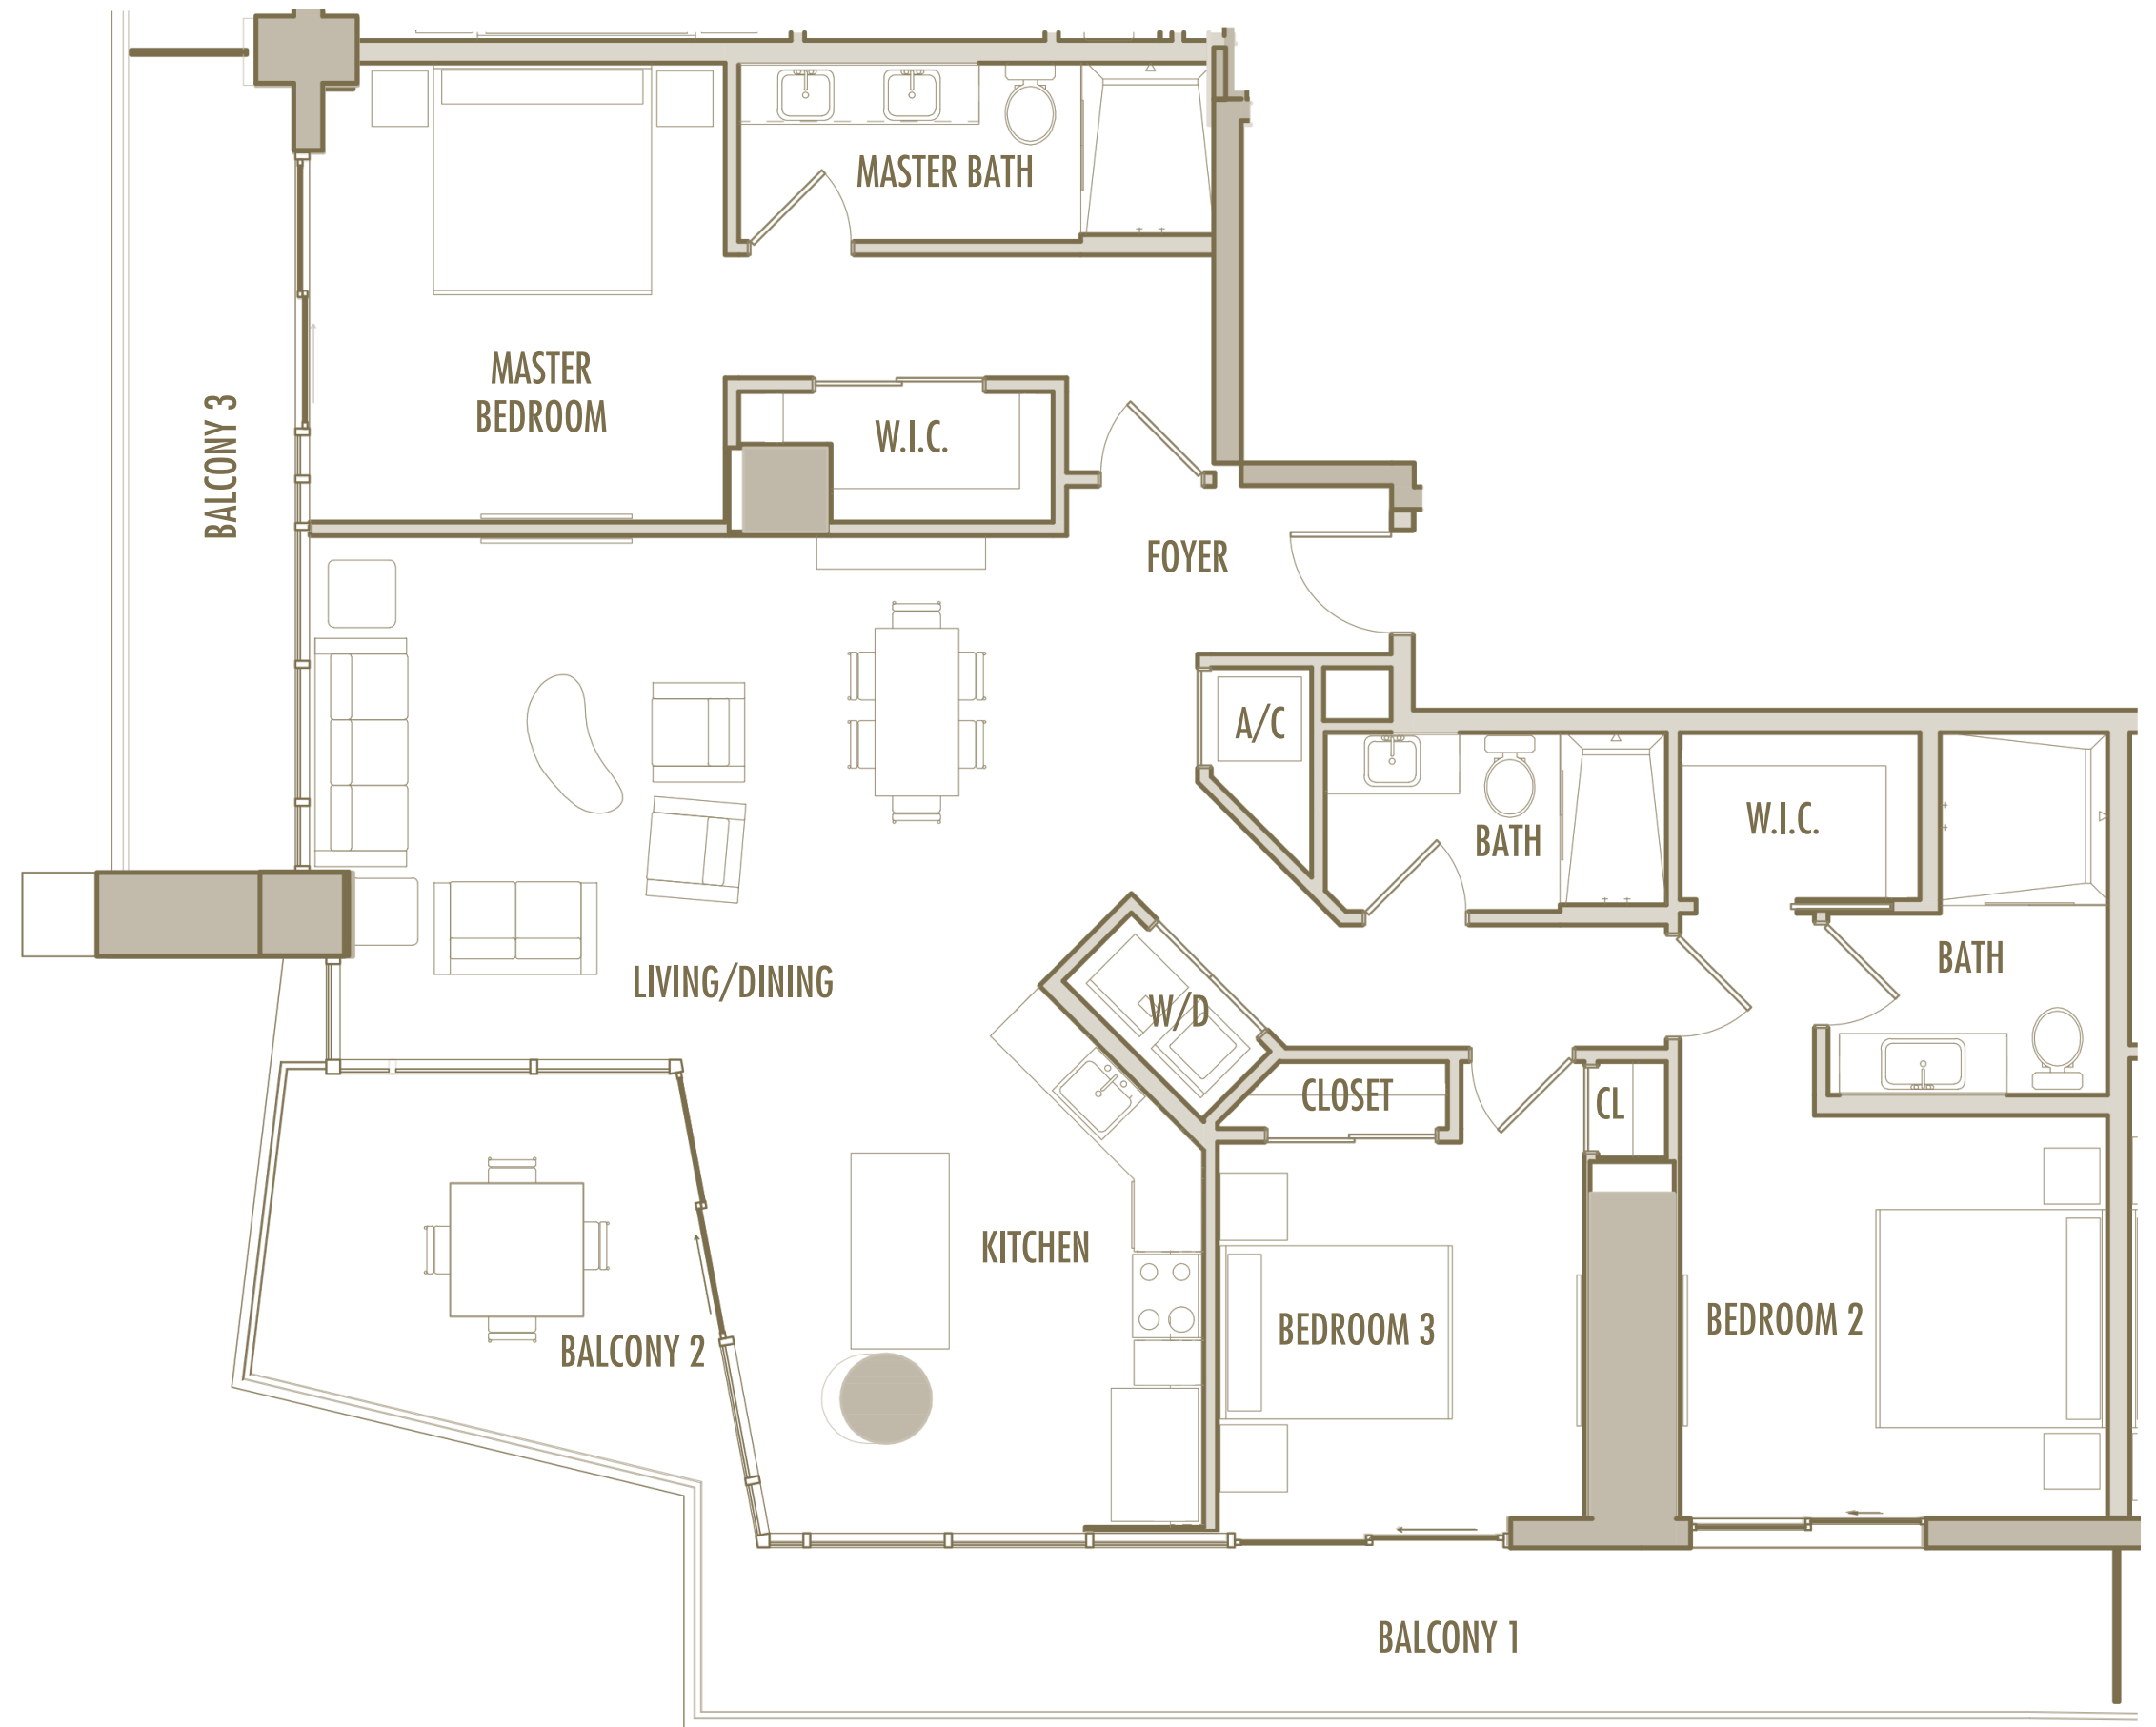 MASTER BATH
MASTER
BEDROOM
BALCONY 3
W.I.C.
FOYER
A/C
BATH
W.I.C.
BATH
LIVING/DINING
W/D
CLOSET
CL
KITCHEN
BEDROOM 3
BEDROOM 2
BALCONY 2
BALCONY 1